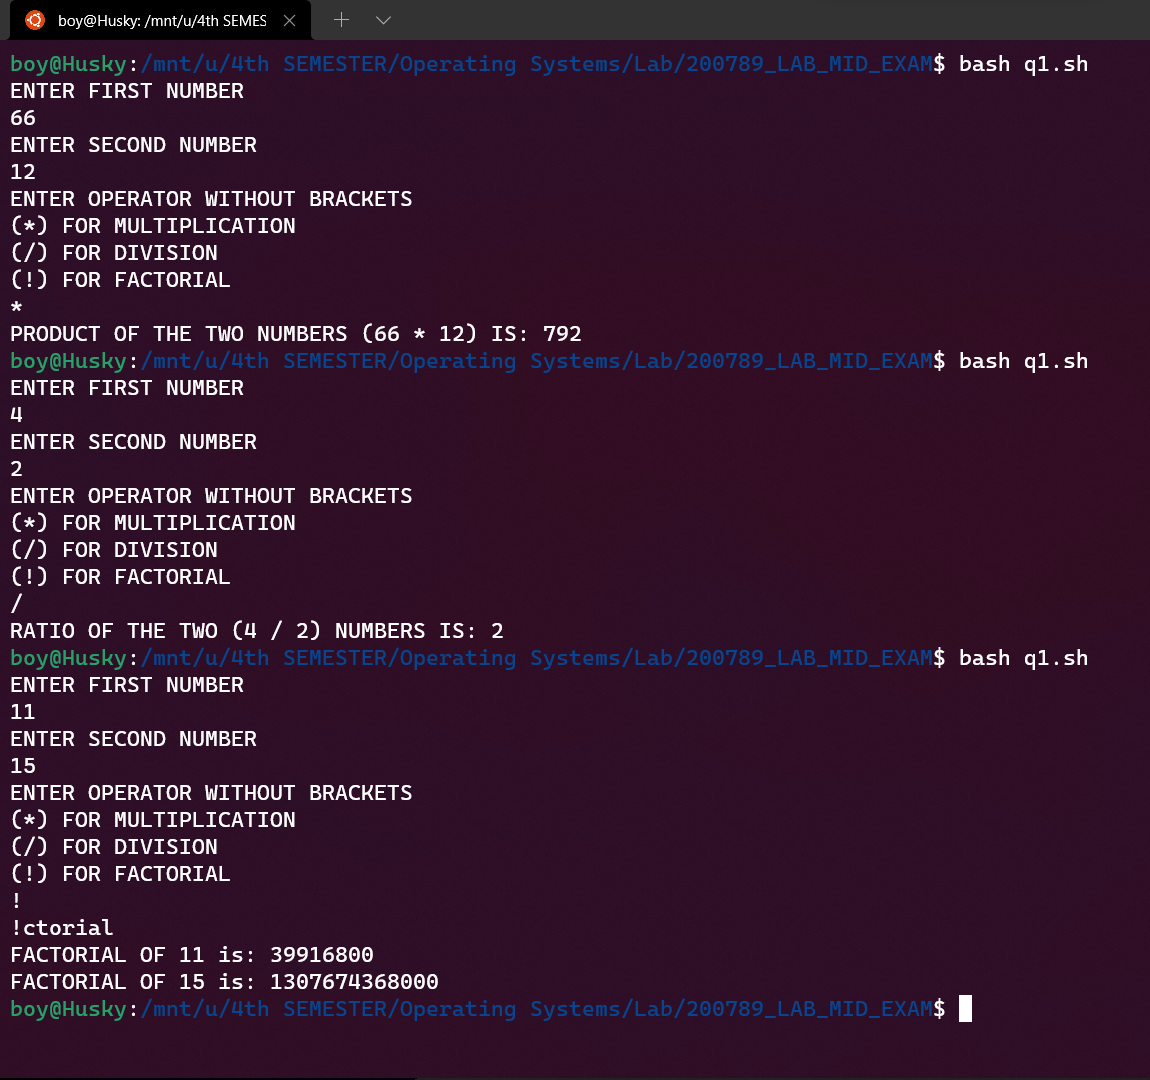 boy@Husky: /mnt/u/4th SEMES
boy@Husky:/mnt/u/4th SEMESTER/Operating Systems/Lab/200789_LAB_MID_EXAM$ bash q1.sh
ENTER FIRST NUMBER
66
ENTER SECOND NUMBER
12
ENTER OPERATOR WITHOUT BRACKETS
(*) FOR MULTIPLICATION
(/) FOR DIVISION
(!) FOR FACTORIAL
*
PRODUCT OF THE TWO NUMBERS (66 * 12) IS: 792
boy@Husky:/mnt/u/4th SEMESTER/Operating Systems/Lab/200789_LAB_MID_EXAM$ bash q1.sh
ENTER FIRST NUMBER
4
ENTER SECOND NUMBER
2
ENTER OPERATOR WITHOUT BRACKETS
(*) FOR MULTIPLICATION
(/) FOR DIVISION
(!) FOR FACTORIAL
/
RATIO OF THE TWO (4 / 2) NUMBERS IS: 2
boy@Husky:/mnt/u/4th SEMESTER/Operating Systems/Lab/200789_LAB_MID_EXAM$ bash q1.sh
ENTER FIRST NUMBER
11
ENTER SECOND NUMBER
15
ENTER OPERATOR WITHOUT BRACKETS
(*) FOR MULTIPLICATION
(/) FOR DIVISION
(!) FOR FACTORIAL
!
!ctorial
FACTORIAL OF 11 is: 39916800
FACTORIAL OF 15 is: 1307674368000
boy@Husky:/mnt/u/4th SEMESTER/Operating Systems/Lab/200789_LAB_MID_EXAM$